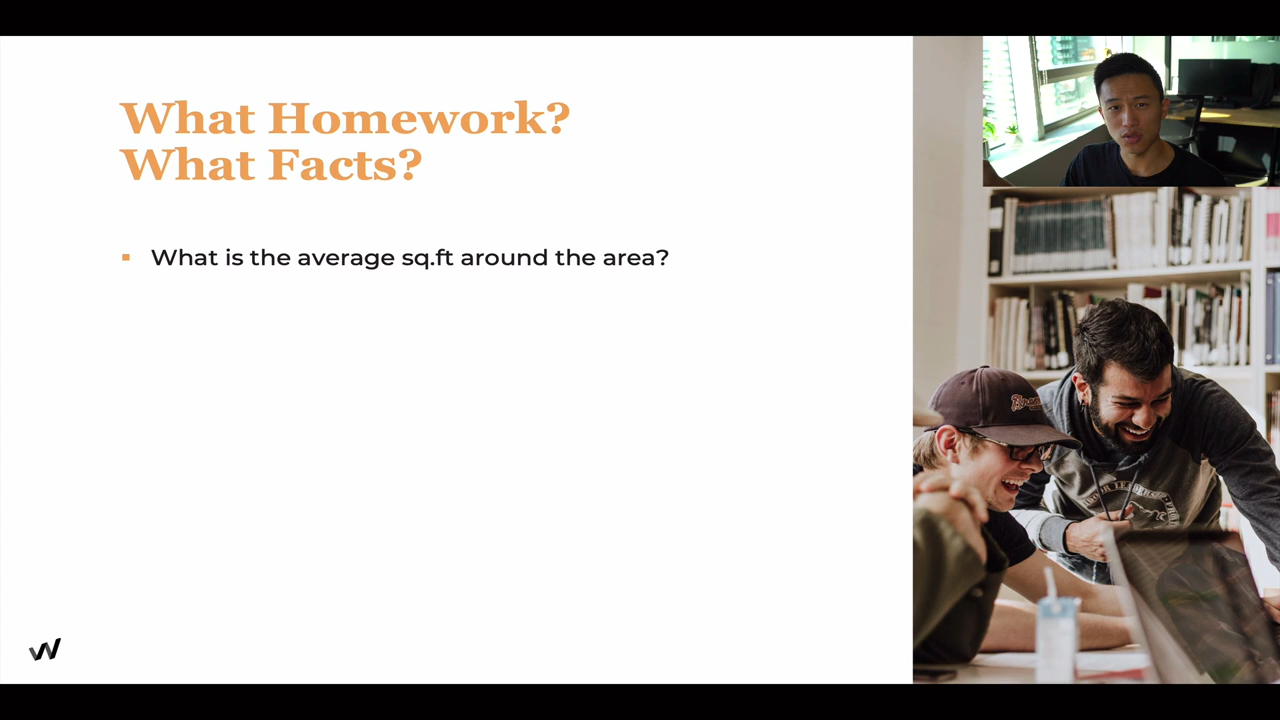 What Homework?
What Facts?
▪ What is the average sq.ft around the area?